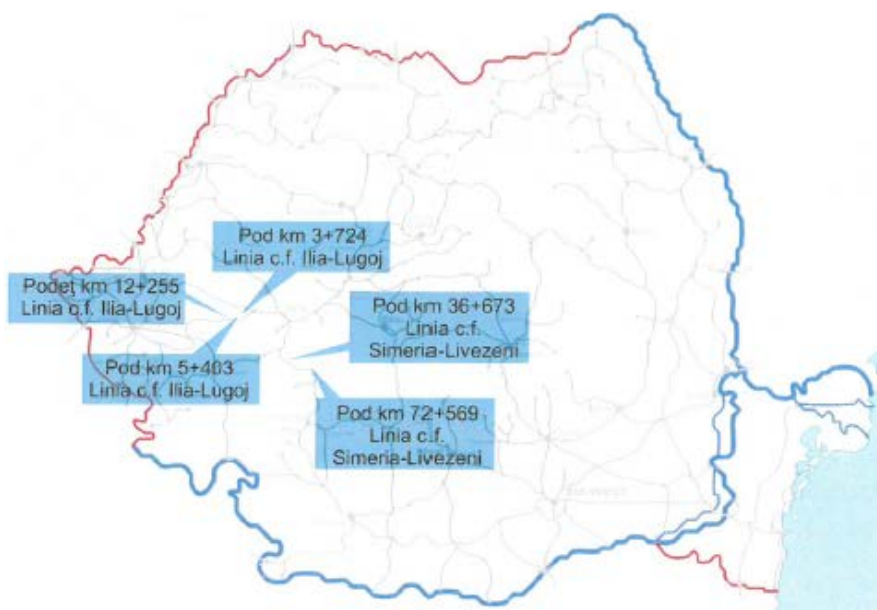 Pod km 3+724
Linia c.f. Ilia-Lugoj
Podeţ km 12+255
Linia c.f. Ilia-Lugoj
Pod km 36+673
Linia c.f.
Simeria-Livezeni
Pod km 5+403
Linia c.f. Ilia-Lugoj
Pod km 72+569
Linia c.f.
Simeria-Livezeni